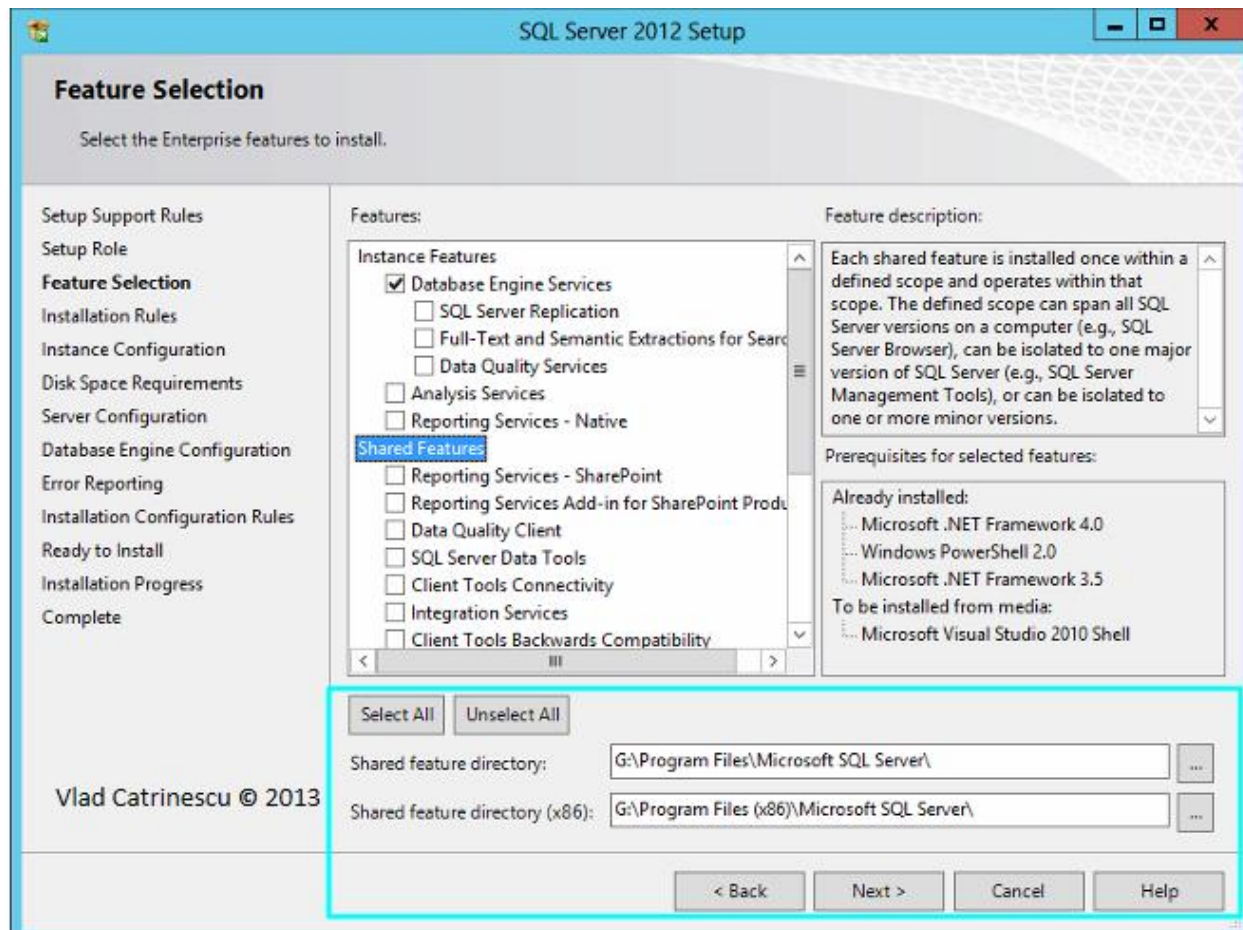 SQL Server 2012 Setup
Feature Selection
Select the Enterprise features to install.
Setup Support Rules
Setup Role
Feature Selection
Installation Rules
Instance Configuration
Disk Space Requirements
Server Configuration
Database Engine Configuration
Error Reporting
Installation Configuration Rules
Ready to Install
Installation Progress
Complete
Vlad Catrinescu © 2013
Features:
Instance Features
Database Engine Services
SQL Server Replication
Full-Text and Semantic Extractions for Searc
Data Quality Services
Analysis Services
Reporting Services - Native
Shared Features
Reporting Services - SharePoint
Reporting Services Add-in for SharePoint Produ
Data Quality Client
SQL Server Data Tools
Client Tools Connectivity
Integration Services
Client Tools Backwards Compatibility
Feature description:
Each shared feature is installed once within a
defined scope and operates within that
scope. The defined scope can span all SQL
Server versions on a computer (e.g., SQL
Server Browser), can be isolated to one major
version of SQL Server (e.g., SQL Server
Management Tools), or can be isolated to
one or more minor versions.
Prerequisites for selected features:
Already installed:
Microsoft .NET Framework 4.0
Windows PowerShell 2.0
Microsoft .NET Framework 3.5
To be installed from media:
Microsoft Visual Studio 2010 Shell
Select All Unselect All
Shared feature directory: G:\Program Files\Microsoft SQL Server\ ...
Shared feature directory (x86): G:\Program Files (x86)\Microsoft SQL Server\ ...
< Back Next > Cancel Help